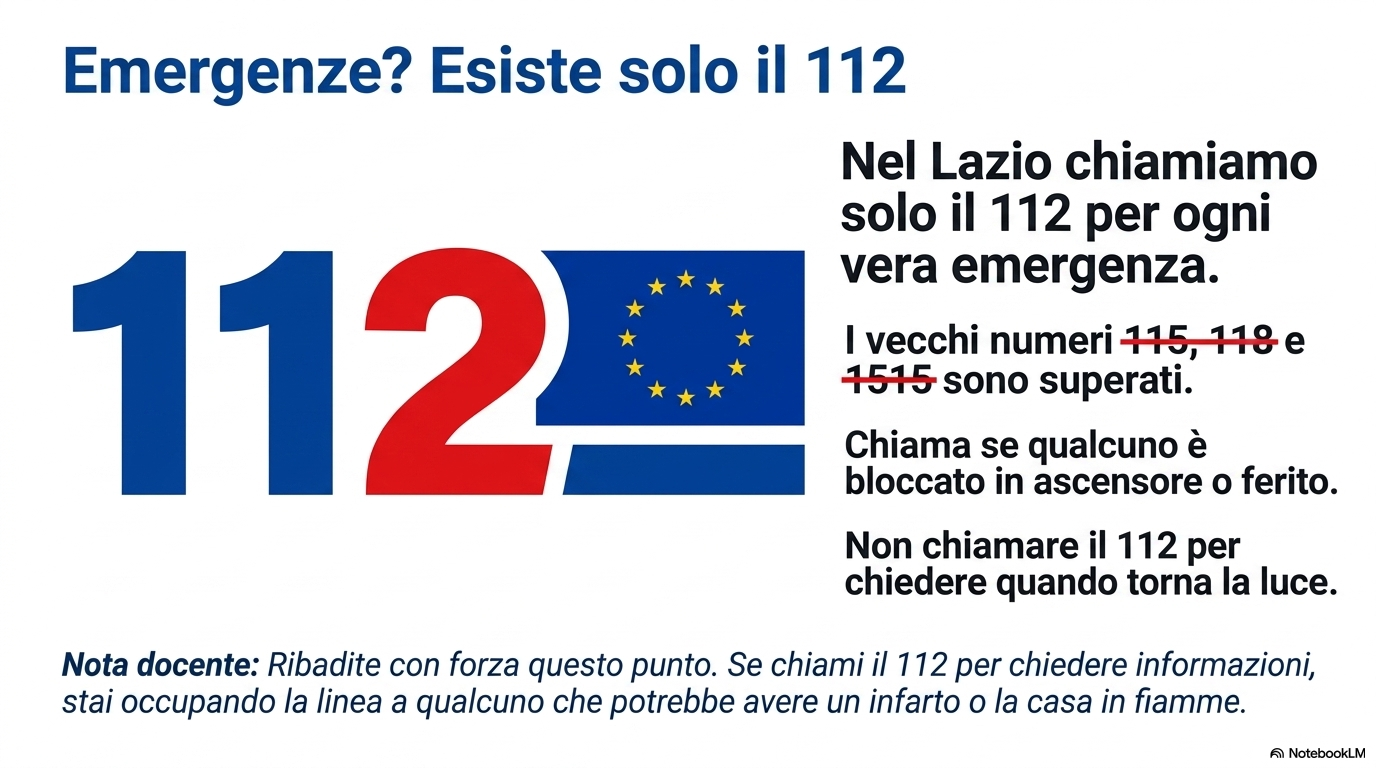 Emergenze? Esiste solo il 112
112
Nel Lazio chiamiamo
solo il 112 per ogni
vera emergenza.
I vecchi numeri 115, 118 e
1515 sono superati.
Chiama se qualcuno è
bloccato in ascensore o ferito.
Non chiamare il 112 per
chiedere quando torna la luce.
Nota docente: Ribadite con forza questo punto. Se chiami il 112 per chiedere informazioni,
stai occupando la linea a qualcuno che potrebbe avere un infarto o la casa in fiamme.
NotebookLM